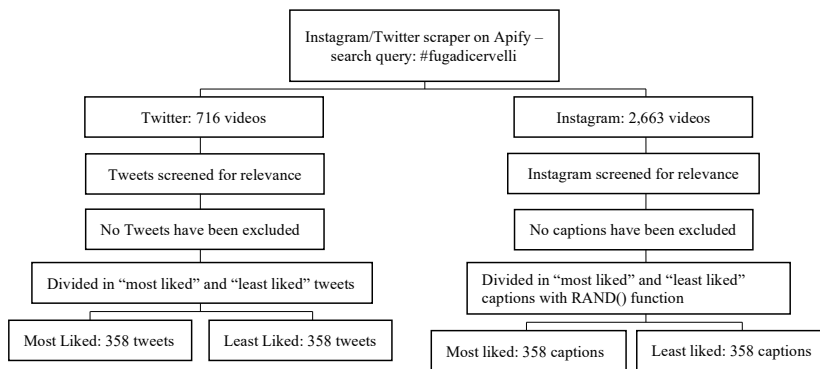 Instagram/Twitter scraper on Apify –
search query: #fugadicervelli
Twitter: 716 videos
Instagram: 2,663 videos
Tweets screened for relevance
Instagram screened for relevance
No Tweets have been excluded
No captions have been excluded
Divided in “most liked” and “least liked” tweets
Divided in “most liked” and “least liked”
captions with RAND() function
Most Liked: 358 tweets
Least Liked: 358 tweets
Most liked: 358 captions
Least liked: 358 captions